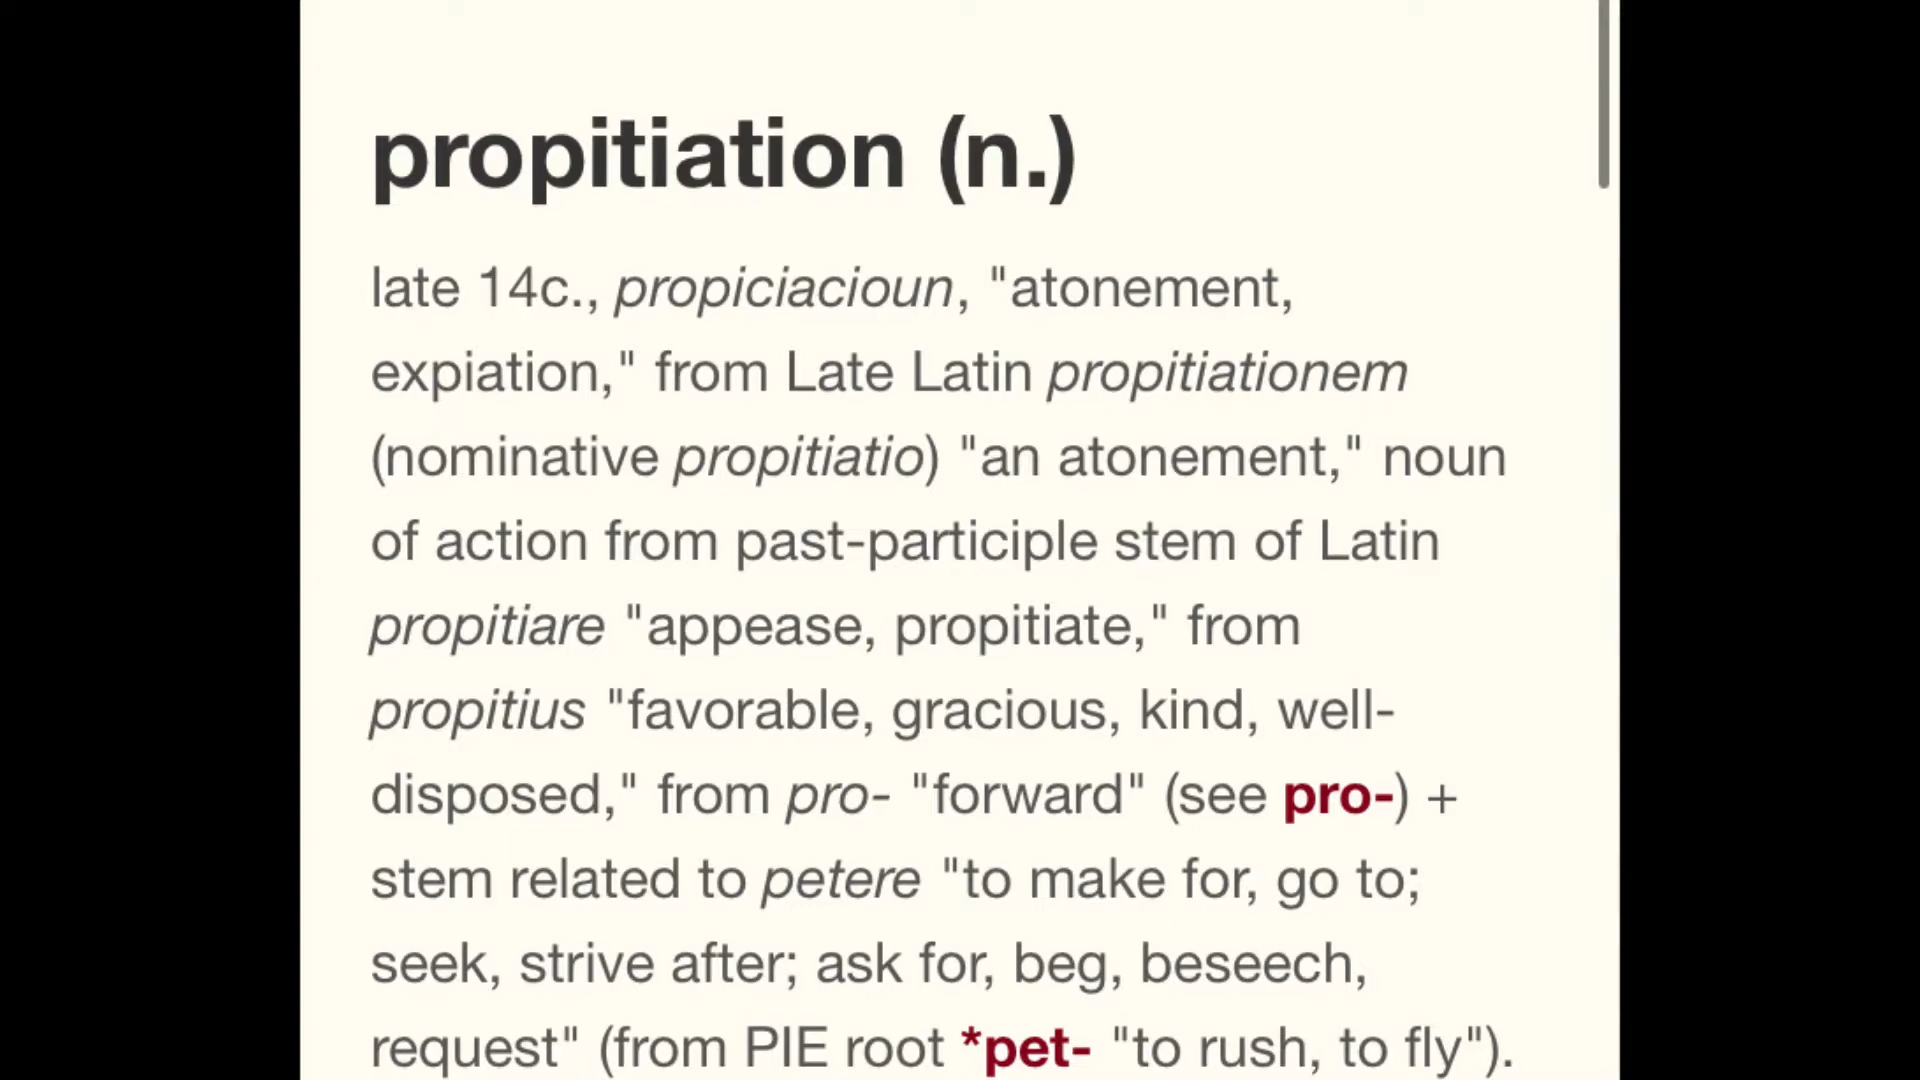 propitiation (n.)
late 14c., propiciacioun, "atonement,
expiation," from Late Latin propitiationem
(nominative propitiatio) "an atonement," noun
of action from past-participle stem of Latin
propitiare "appease, propitiate," from
propitius "favorable, gracious, kind, well-
disposed," from pro- "forward" (see pro-) +
stem related to petere "to make for, go to;
seek, strive after; ask for, beg, beseech,
request" (from PIE root *pet- "to rush, to fly").